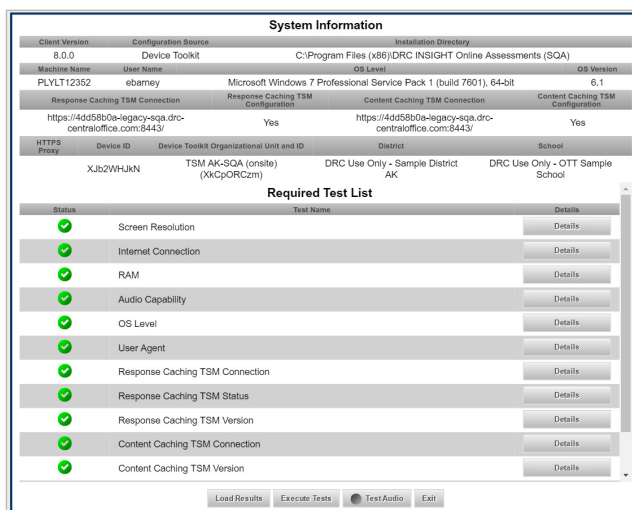 System Information
Client Version Configuration Source Installation Directory
8.0.0 Device Toolkit C:\Program Files (x86)\DRC INSIGHT Online Assessments (SQA)
Machine Name User Name OS Level OS Version
PLYLT12352 ebarney Microsoft Windows 7 Professional Service Pack 1 (build 7601), 64-bit 6.1
Response Caching TSM Connection Response Caching TSM Configuration Content Caching TSM Connection Content Caching TSM Configuration
https://4dd58b0a-legacy-sqa.drc- Yes https://4dd58b0a-legacy-sqa.drc- Yes
centraloffice.com:8443/ centraloffice.com:8443/
HTTPS Proxy Device ID Device Toolkit Organizational Unit and ID District School
XJb2WHJkN TSM AK-SQA (onsite) DRC Use Only - Sample District DRC Use Only - OTT Sample
(XkCpORCzm) AK School
Required Test List
Status Test Name Details
Screen Resolution Details
Internet Connection Details
RAM Details
Audio Capability Details
OS Level Details
User Agent Details
Response Caching TSM Connection Details
Response Caching TSM Status Details
Response Caching TSM Version Details
Content Caching TSM Connection Details
Content Caching TSM Version Details
Load Results Execute Tests Test Audio Exit